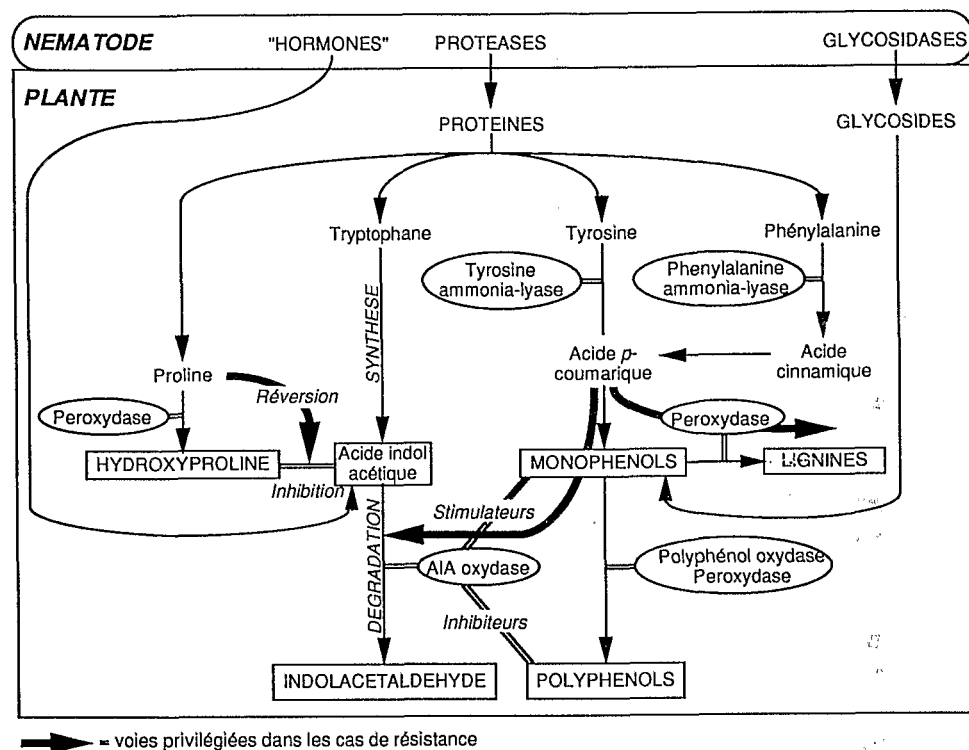 NEMATODE
"HORMONES"
PROTEASES
GLYCOSIDASES
PLANTE
PROTEINES
GLYCOSIDES
Tryptophane
Tyrosine
Phénylalanine
Tyrosine
ammonia-lyase
Phenylalanine
ammonia-lyase
SYNTHESE
Proline
Réversion
Acide p-
coumarique
Acide
cinnamique
Peroxydase
Peroxydase
HYDROXYPROLINE
Inhibition
Acide indol
acétique
MONOPHENOLS
LIGNINES
Stimulateurs
DEGRADATION
AIA oxydase
Polyphénol oxydase
Peroxydase
Inhibiteurs
INDOLACETALDEHYDE
POLYPHENOLS
= voies privilégiées dans les cas de résistance